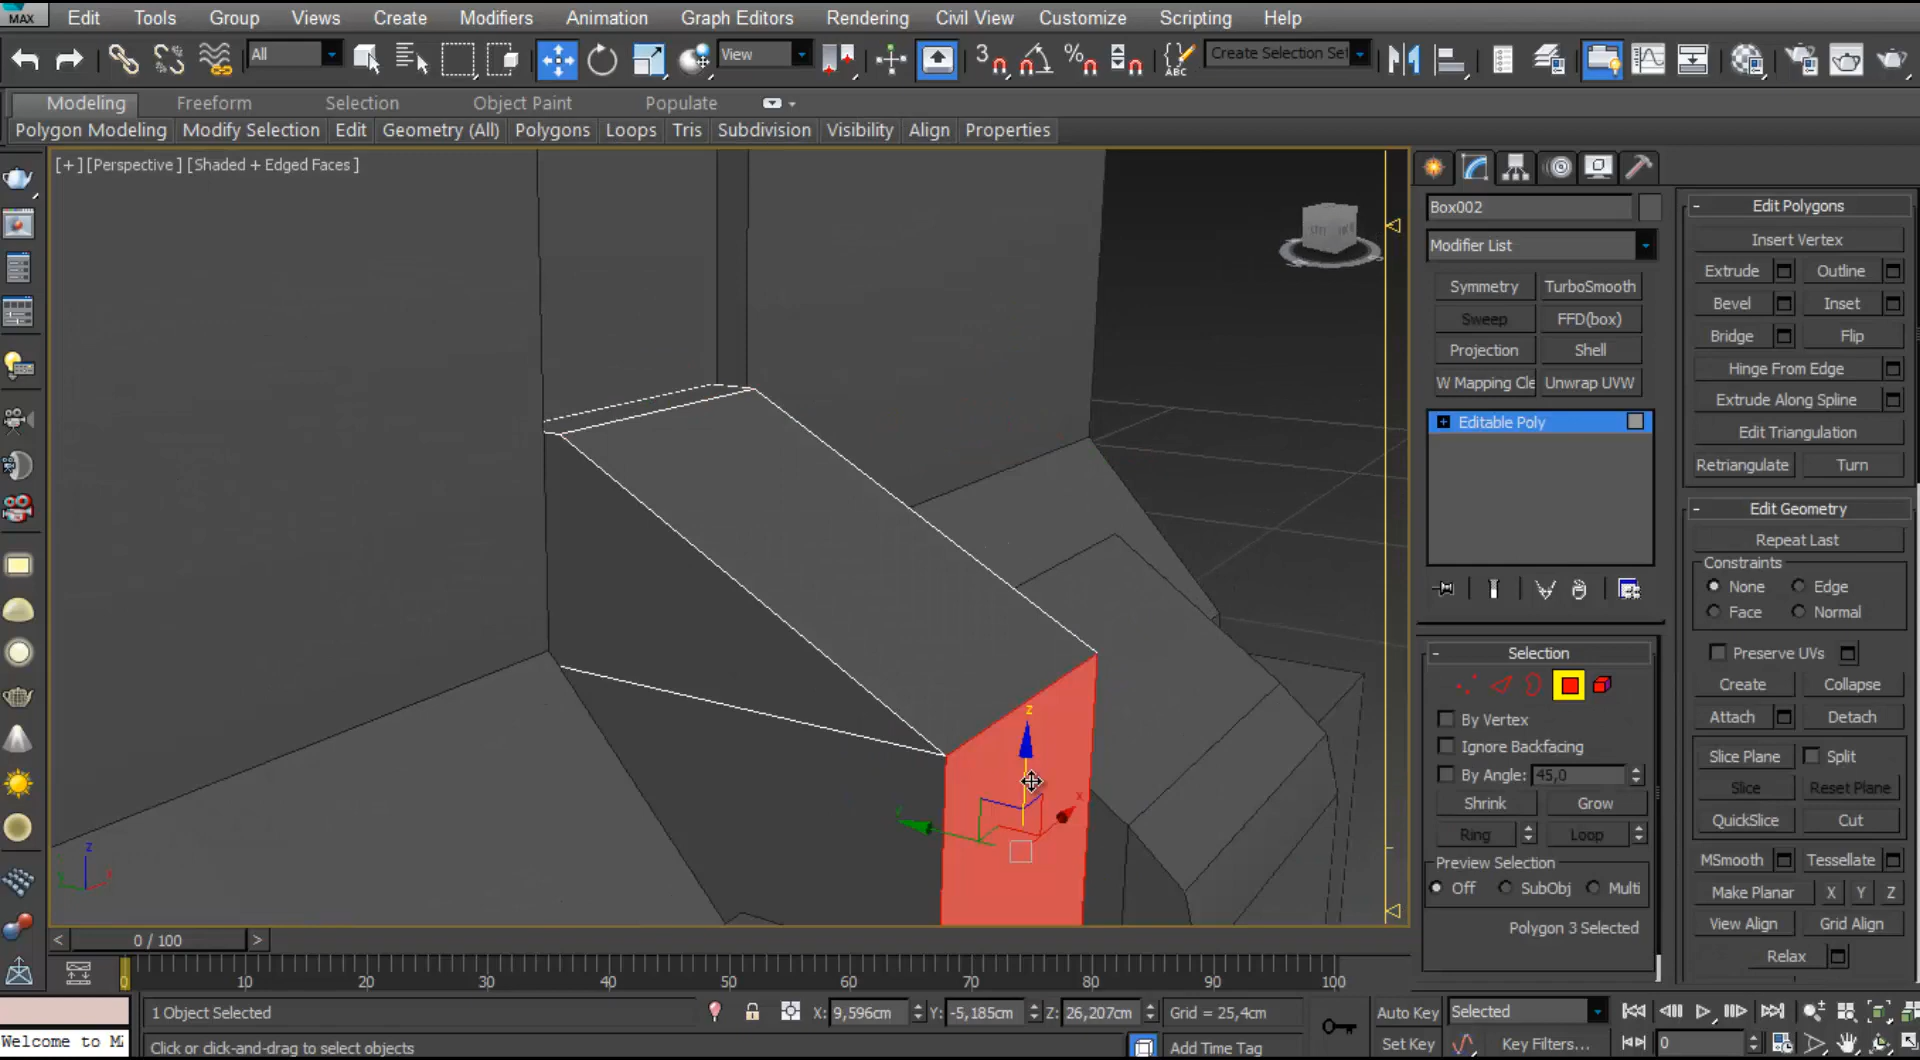 MAX Edit Tools Group Views Create Modifiers Animation Graph Editors Rendering Civil View Customize Scripting Help
All View 3 % ABC Create Selection Set
Modeling Freeform Selection Object Paint Populate
Polygon Modeling Modify Selection Edit Geometry (All) Polygons Loops Tris Subdivision Visibility Align Properties
[+] [Perspective ] [Shaded + Edged Faces ]
Box002
Modifier List
Symmetry TurboSmooth
Sweep FFD(box)
Projection Shell
W Mapping Cle Unwrap UVW
+ Editable Poly
- Selection
By Vertex
Ignore Backfacing
By Angle: 45,0
Shrink Grow
Ring Loop
Preview Selection
Off SubObj Multi
Polygon 3 Selected
- Edit Polygons
Insert Vertex
Extrude Outline
Bevel Inset
Bridge Flip
Hinge From Edge
Extrude Along Spline
Edit Triangulation
Retriangulate Turn
- Edit Geometry
Repeat Last
Constraints
None Edge
Face Normal
Preserve UVs
Create Collapse
Attach Detach
Slice Plane Split
Slice Reset Plane
QuickSlice Cut
MSmooth Tessellate
Make Planar X Y Z
View Align Grid Align
Relax
z
x
z
< 0 / 100 >
0 10 20 30 40 50 60 70 80 90 100
1 Object Selected X: 9,596cm Y: -5,185cm Z: 26,207cm Grid = 25,4cm Auto Key Selected
Welcome to M Click or click-and-drag to select objects Add Time Tag Set Key Key Filters... 0